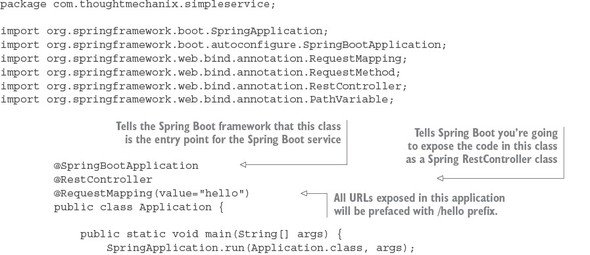 package com.thoughtmechanix.simpleservice;
import org.springframework.boot.SpringApplication;
import org.springframework.boot.autoconfigure.SpringBootApplication;
import org.springframework.web.bind.annotation.RequestMapping;
import org.springframework.web.bind.annotation.RequestMethod;
import org.springframework.web.bind.annotation.RestController;
import org.springframework.web.bind.annotation.PathVariable;
Tells the Spring Boot framework that this class
is the entry point for the Spring Boot service
Tells Spring Boot you're going
to expose the code in this class
as a Spring RestController class
@SpringBootApplication
@RestController
@RequestMapping(value="hello")
public class Application {
All URLs exposed in this application
will be prefaced with /hello prefix.
public static void main(String[] args) {
SpringApplication.run(Application.class, args);